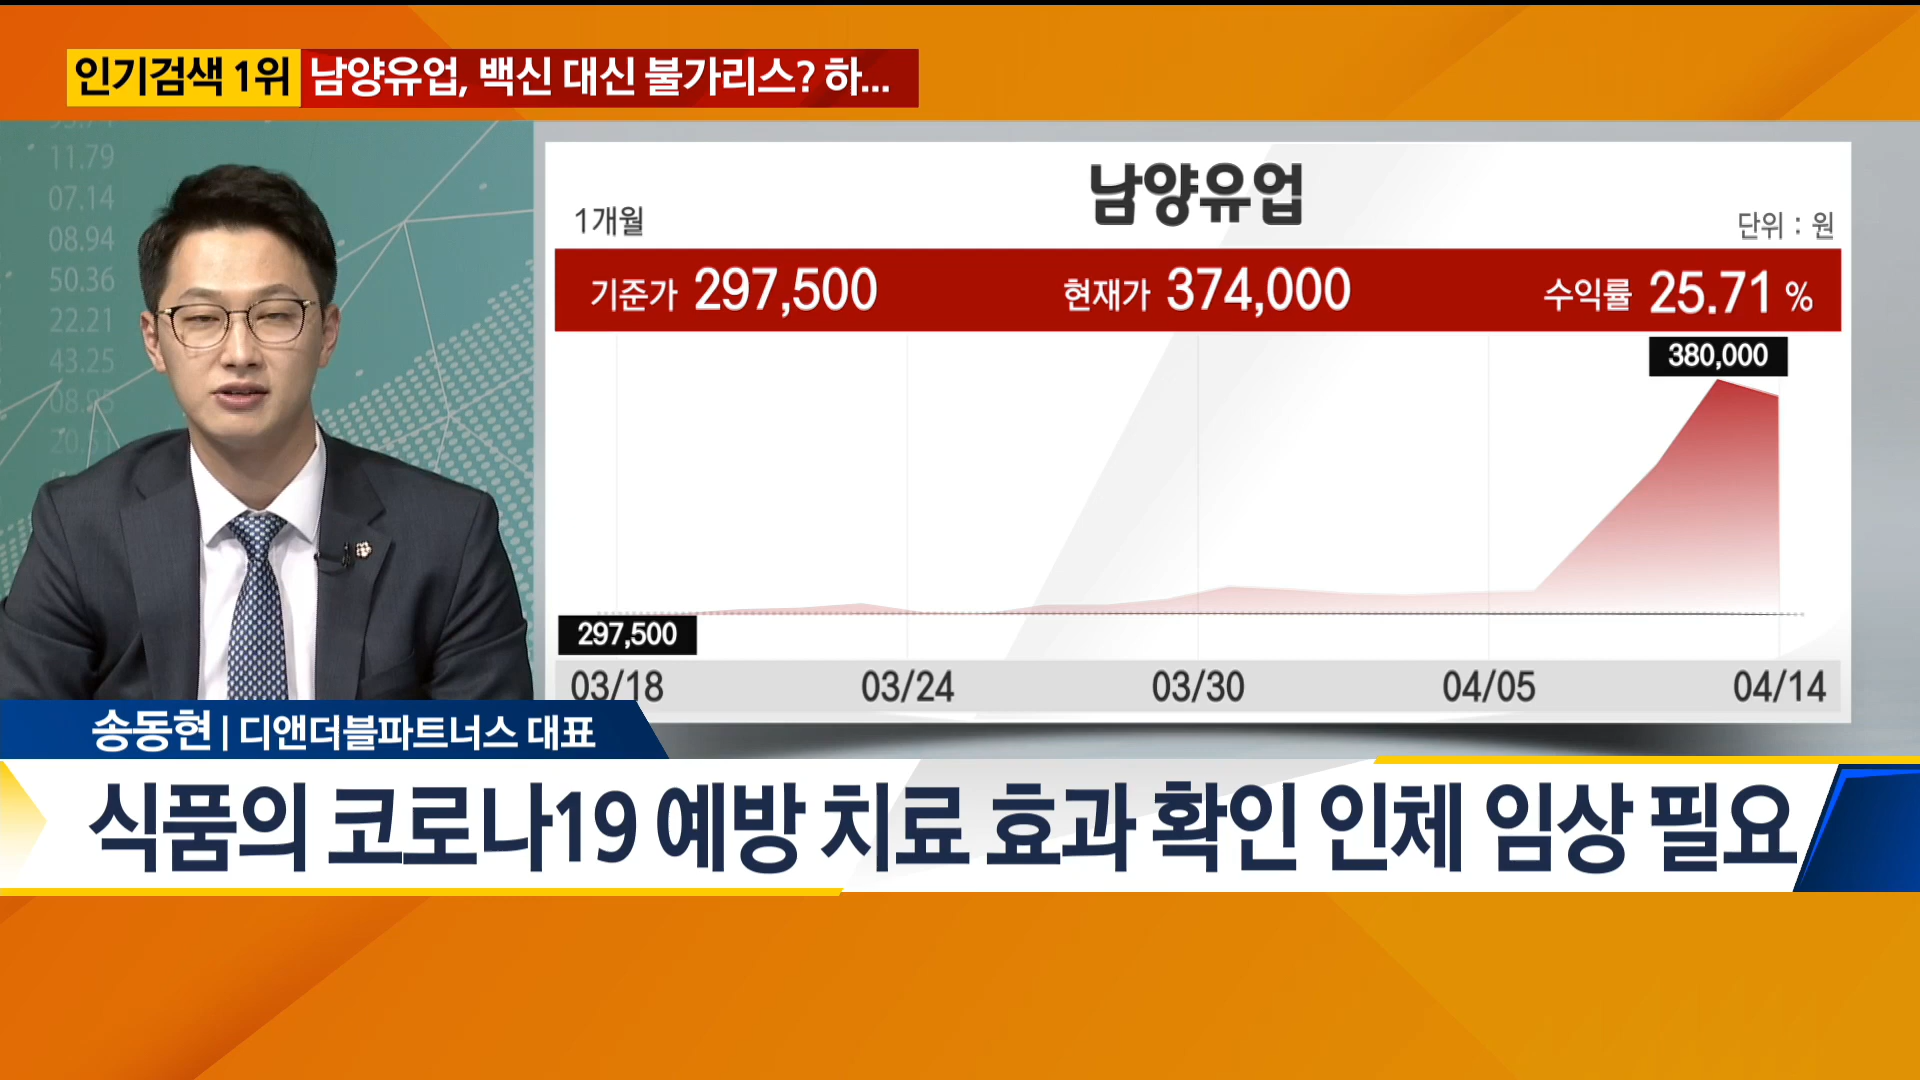 인기검색 1위 남양유업, 백신 대신 불가리스? 하...
11.79
07.14
08.94
50.36
22.21
43.25
08.95
남양유업
1개월
단위 : 원
기준가 297,500 현재가 374,000 수익률 25.71 %
380,000
297,500
03/18 03/24 03/30 04/05 04/14
송동현 | 디앤더블파트너스 대표
식품의 코로나19 예방 치료 효과 확인 인체 임상 필요